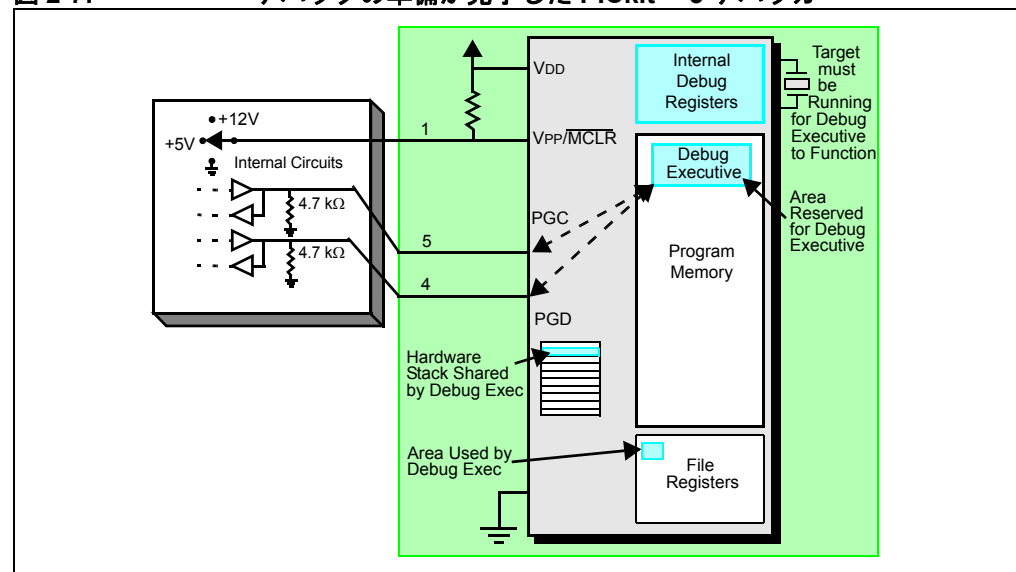 +12V
+5V
Internal Circuits
4.7 kΩ
4.7 kΩ
1
5
4
VDD
VPP/MCLR
PGC
PGD
Internal
Debug
Registers
Target
must
be
Running
for Debug
Executive
to Function
Debug
Executive
Area
Reserved
for Debug
Executive
Program
Memory
Hardware
Stack Shared
by Debug Exec
Area Used by
Debug Exec
File
Registers